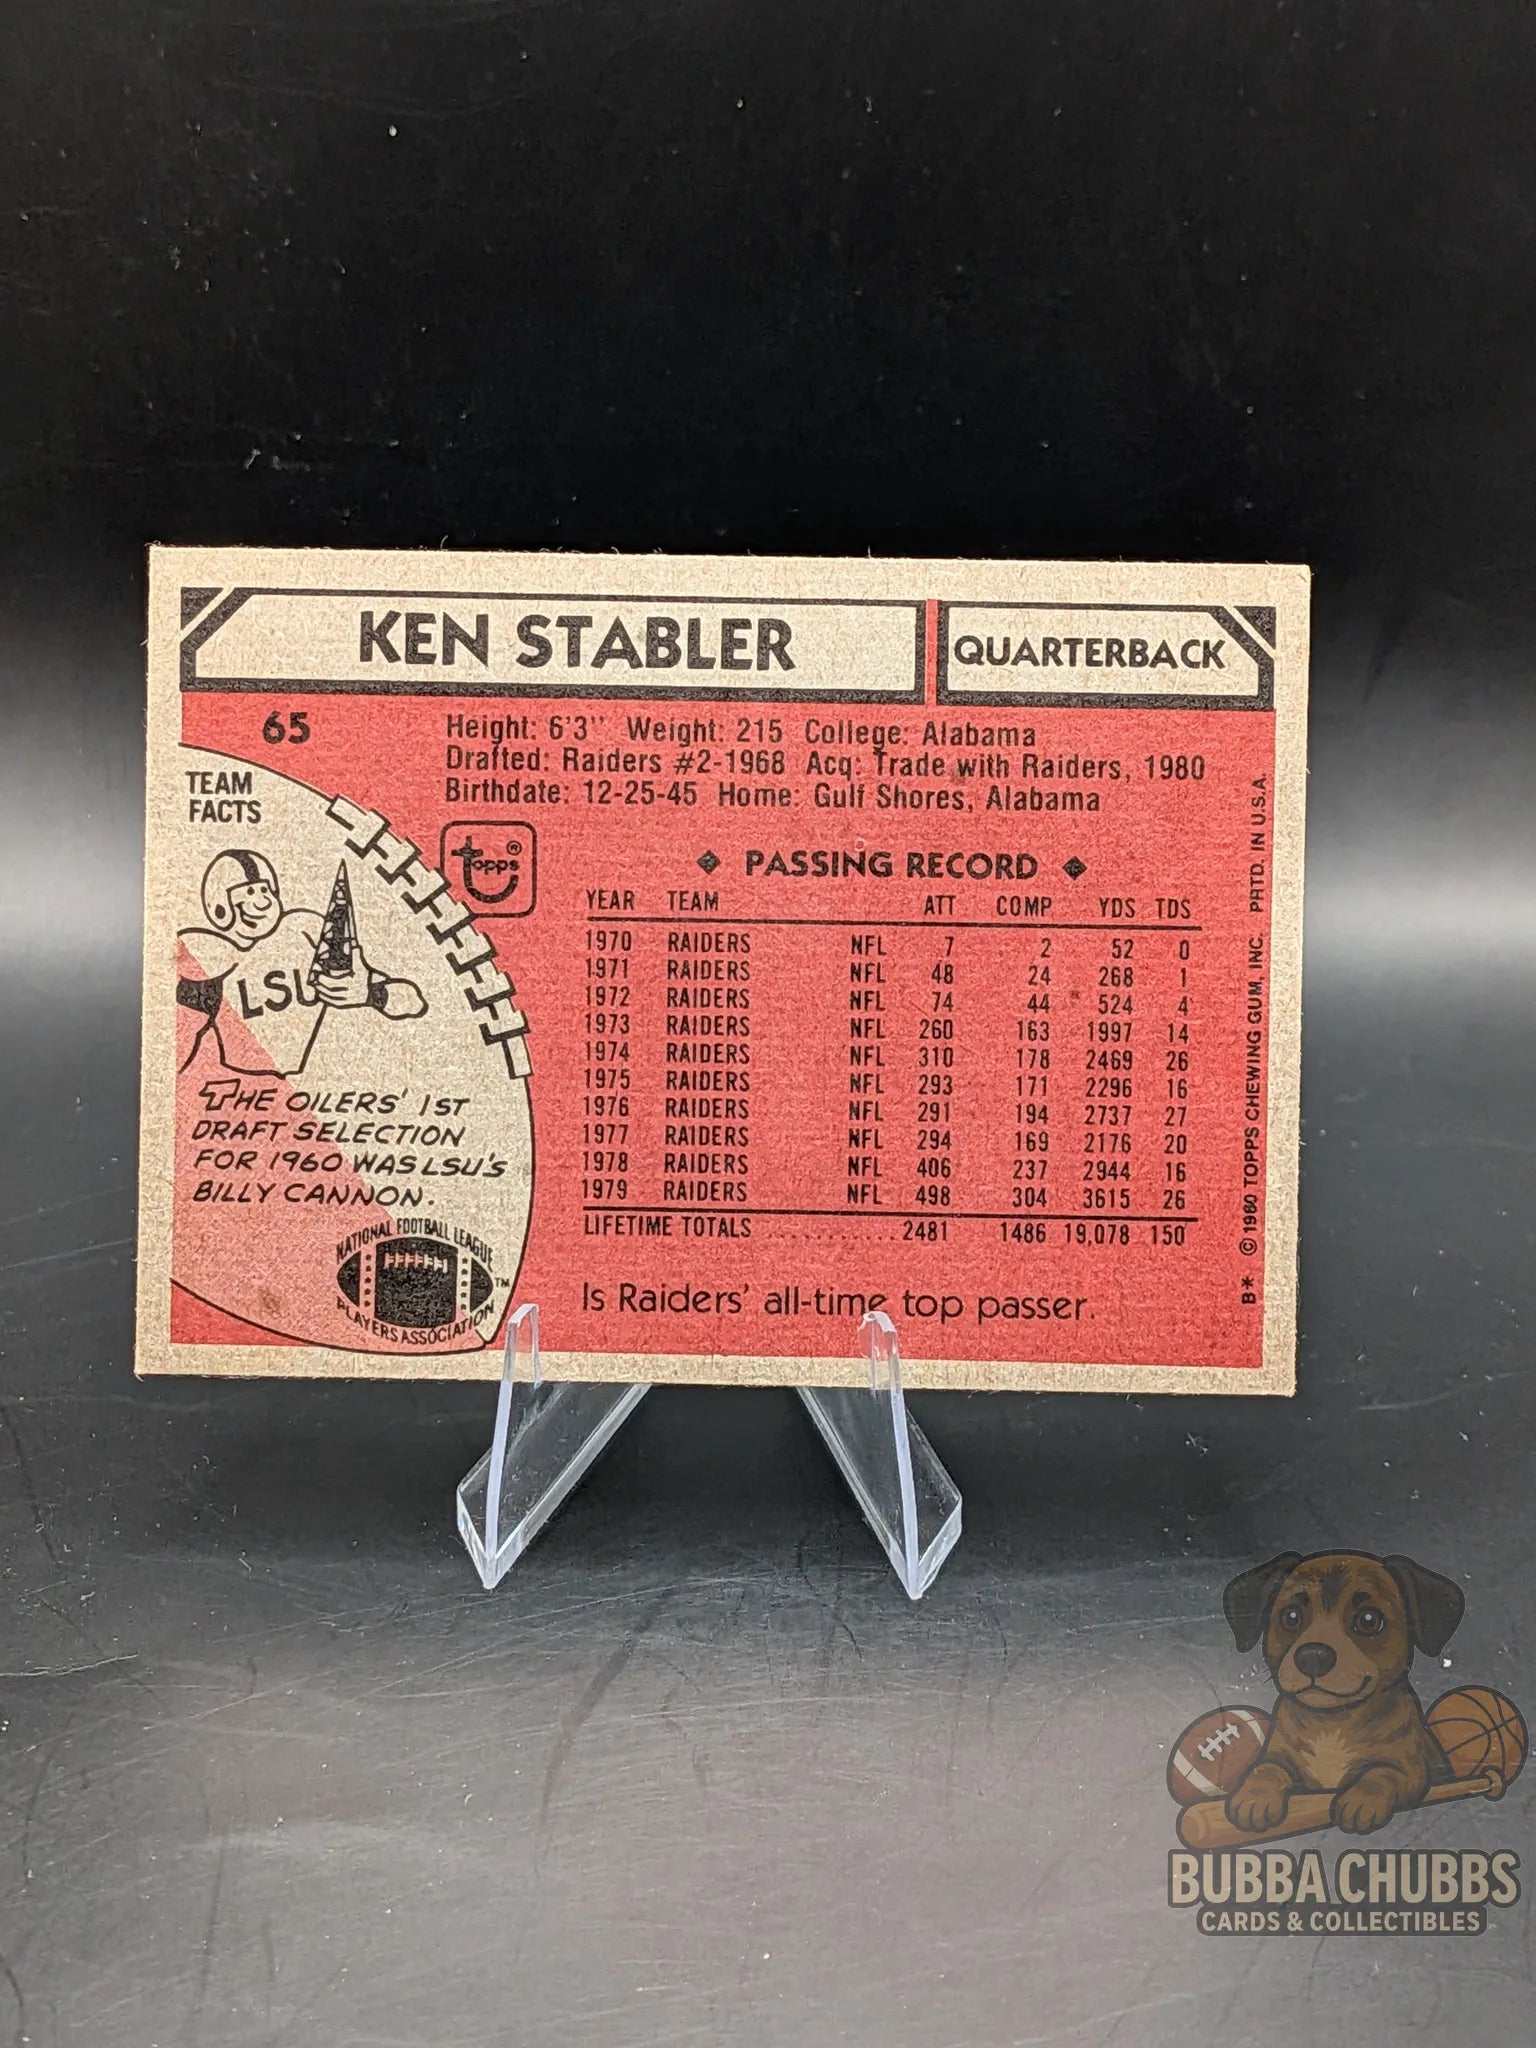 KEN STABLER
QUARTERBACK
65
Height: 6'3" Weight: 215 College: Alabama
Drafted: Raiders #2-1968 Acq: Trade with Raiders, 1980
Birthdate: 12-25-45 Home: Gulf Shores, Alabama
TEAM
FACTS
LSU
THE OILERS' 1ST
DRAFT SELECTION
FOR 1960 WAS LSU'S
BILLY CANNON.
NATIONAL FOOTBALL LEAGUE
PLAYERS ASSOCIATION
TM
topps®
◆ PASSING RECORD ◆
YEAR TEAM ATT COMP YDS TDS
1970 RAIDERS NFL 7 2 52 0
1971 RAIDERS NFL 48 24 268 1
1972 RAIDERS NFL 74 44 524 4
1973 RAIDERS NFL 260 163 1997 14
1974 RAIDERS NFL 310 178 2469 26
1975 RAIDERS NFL 293 171 2296 16
1976 RAIDERS NFL 291 194 2737 27
1977 RAIDERS NFL 294 169 2176 20
1978 RAIDERS NFL 406 237 2944 16
1979 RAIDERS NFL 498 304 3615 26
LIFETIME TOTALS ............ 2481 1486 19,078 150
Is Raiders' all-time top passer.
B* © 1980 TOPPS CHEWING GUM, INC. PRTD. IN U.S.A.
BUBBA CHUBBS
CARDS & COLLECTIBLES